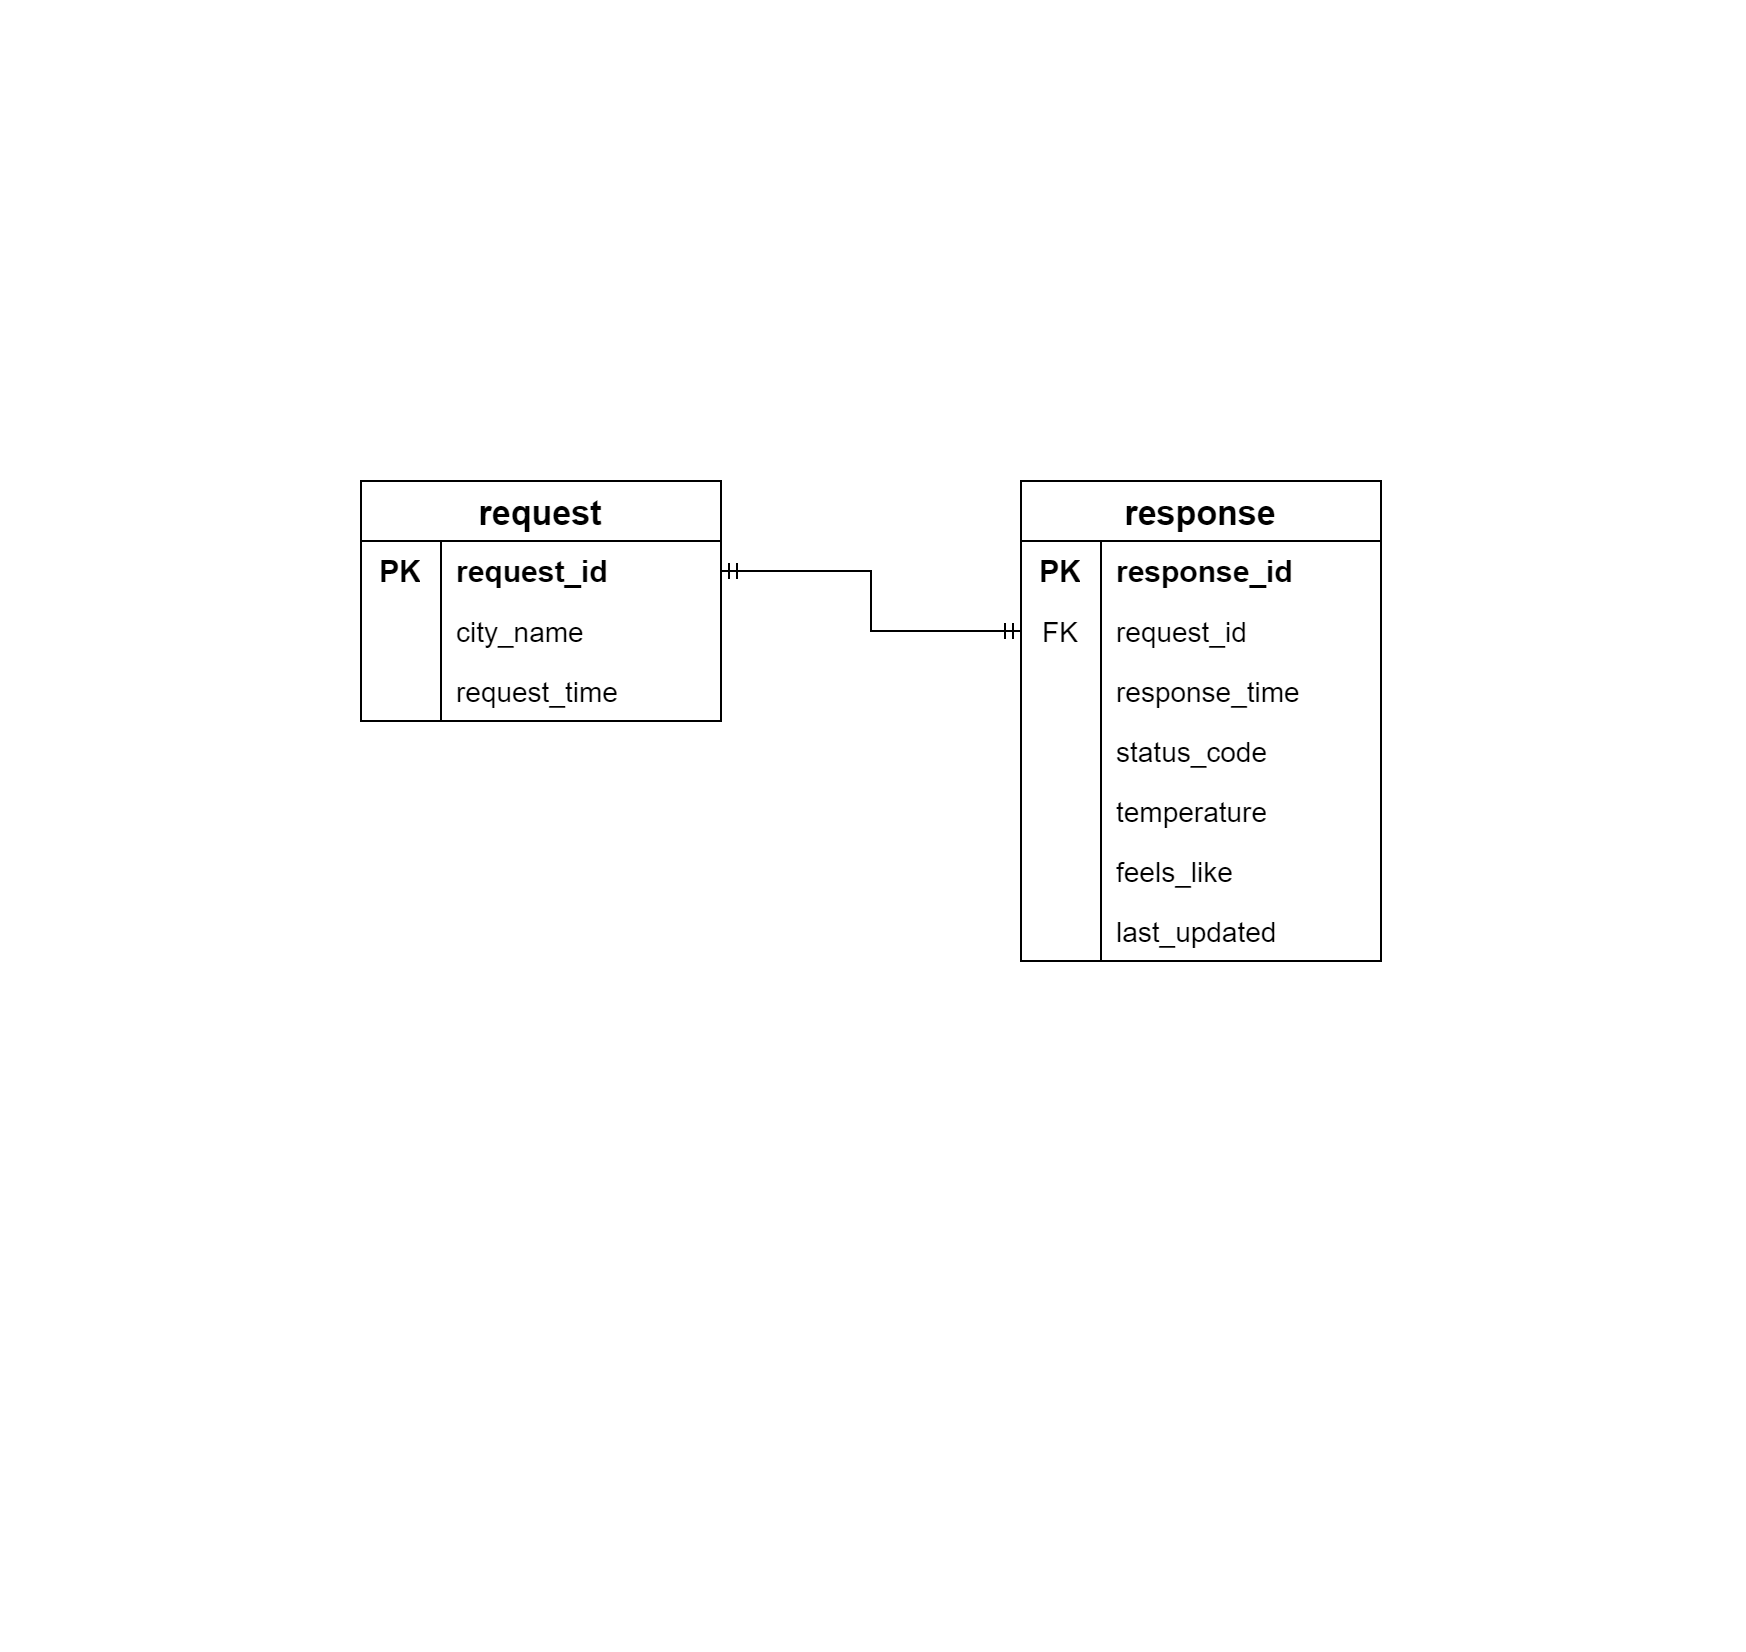 request
PK request_id
city_name
request_time
response
PK response_id
FK request_id
response_time
status_code
temperature
feels_like
last_updated